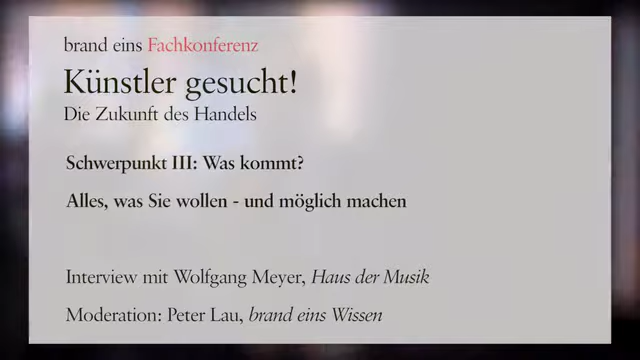 brand eins Fachkonferenz
Künstler gesucht!
Die Zukunft des Handels
Schwerpunkt III: Was kommt?
Alles, was Sie wollen - und möglich machen
Interview mit Wolfgang Meyer, Haus der Musik
Moderation: Peter Lau, brand eins Wissen